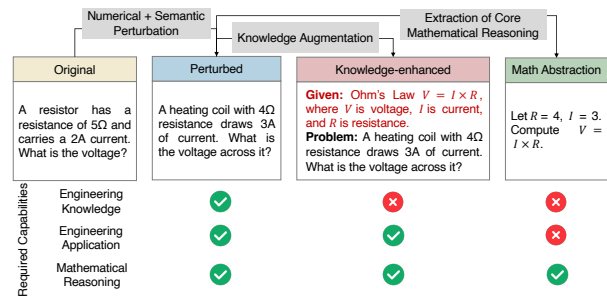 Numerical + Semantic
Perturbation
Extraction of Core
Mathematical Reasoning
Knowledge Augmentation
Original
Perturbed
Knowledge-enhanced
Math Abstraction
A resistor has a
resistance of 5Ω and
carries a 2A current.
What is the voltage?
A heating coil with 4Ω
resistance draws 3A
of current. What is
the voltage across it?
Given: Ohm's Law V = I × R,
where V is voltage, I is current,
and R is resistance.
Problem: A heating coil with 4Ω
resistance draws 3A of current.
What is the voltage across it?
Let R = 4, I = 3.
Compute V =
I × R.
Required Capabilities
Engineering
Knowledge
Engineering
Application
Mathematical
Reasoning